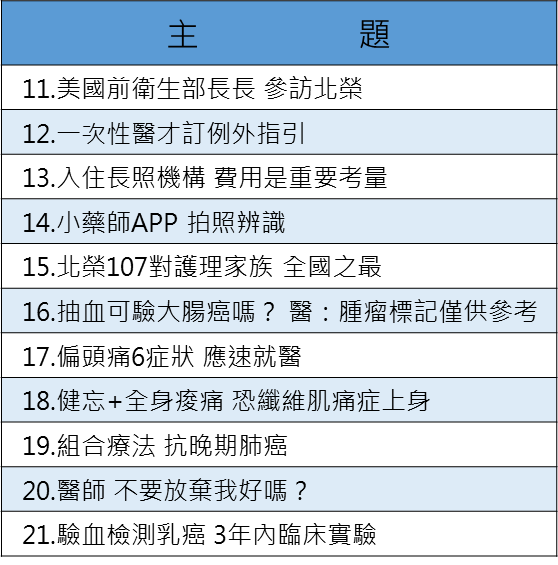 主 題
11.美國前衛生部長長 參訪北榮
12.一次性醫才訂例外指引
13.入住長照機構 費用是重要考量
14.小藥師APP 拍照辨識
15.北榮107對護理家族 全國之最
16.抽血可驗大腸癌嗎？ 醫：腫瘤標記僅供參考
17.偏頭痛6症狀 應速就醫
18.健忘+全身痠痛 恐纖維肌痛症上身
19.組合療法 抗晚期肺癌
20.醫師 不要放棄我好嗎？
21.驗血檢測乳癌 3年內臨床實驗